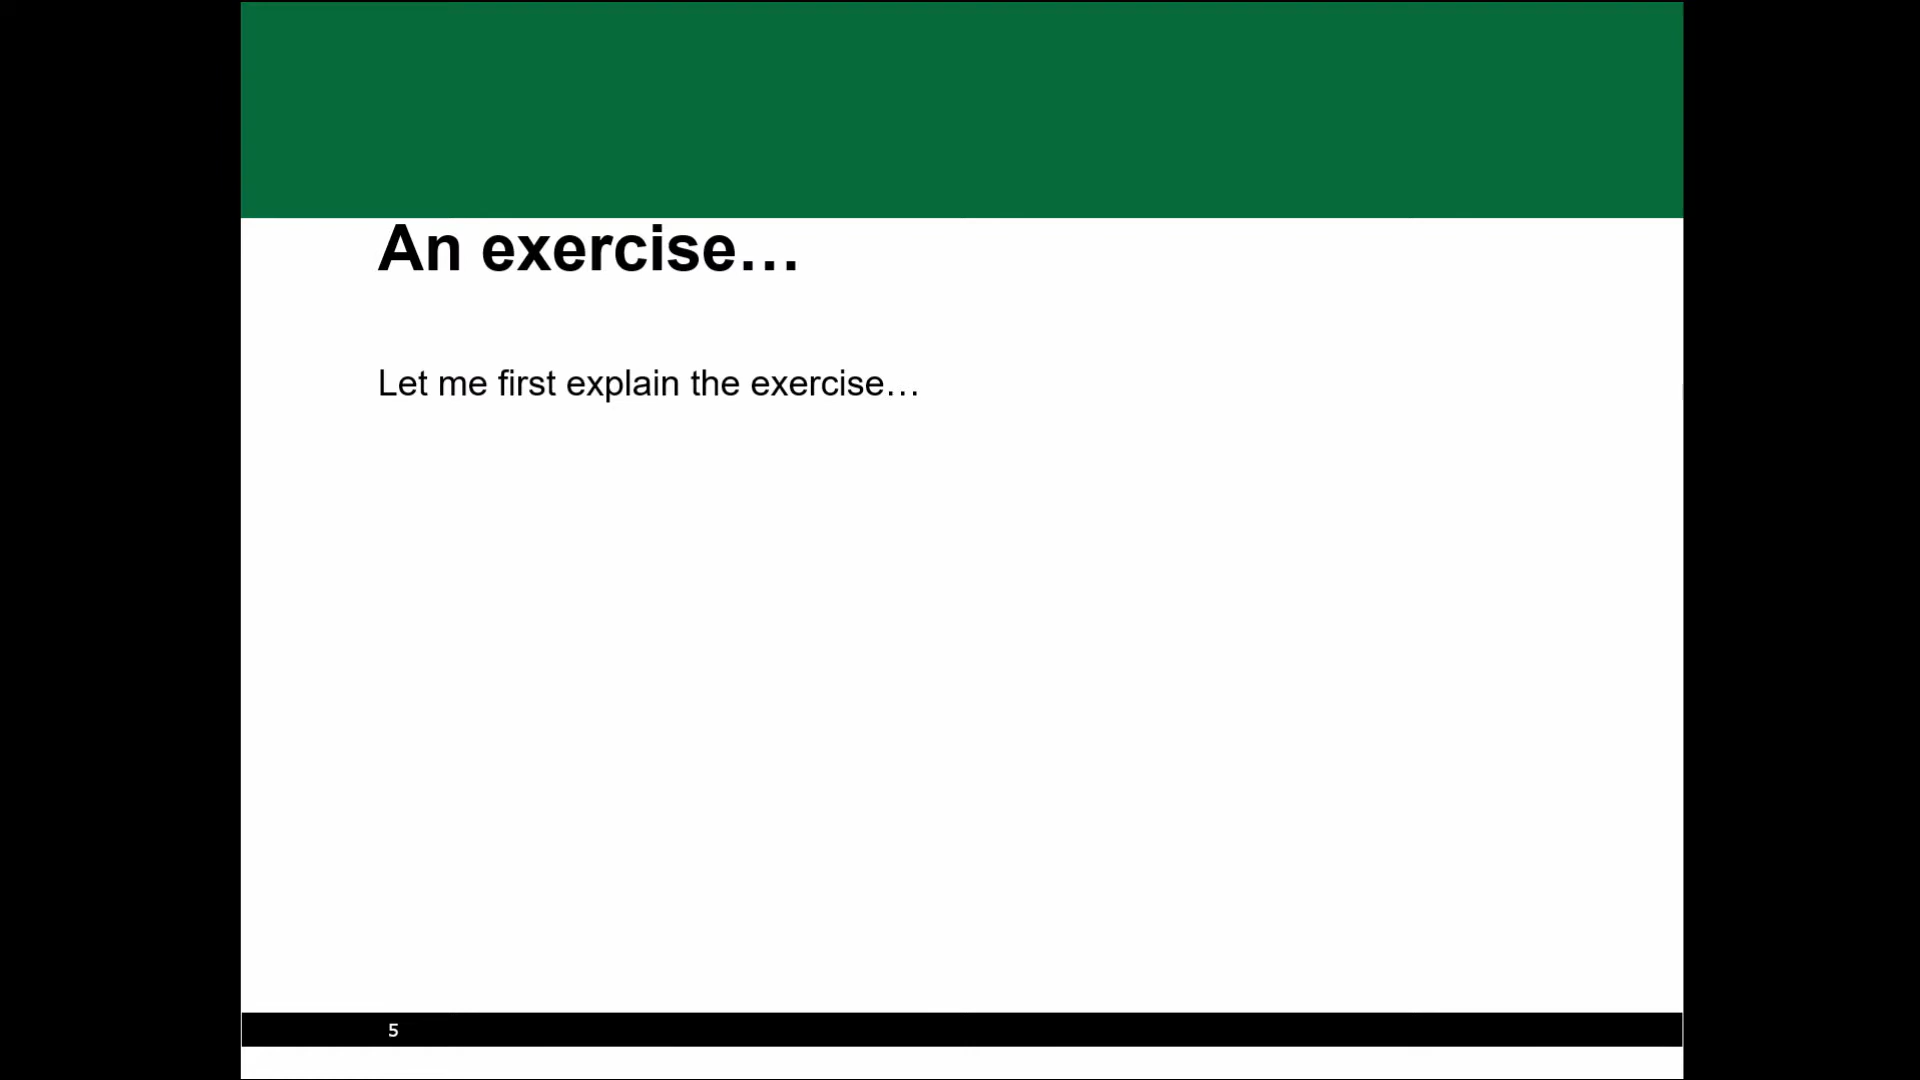 An exercise…
Let me first explain the exercise…
5